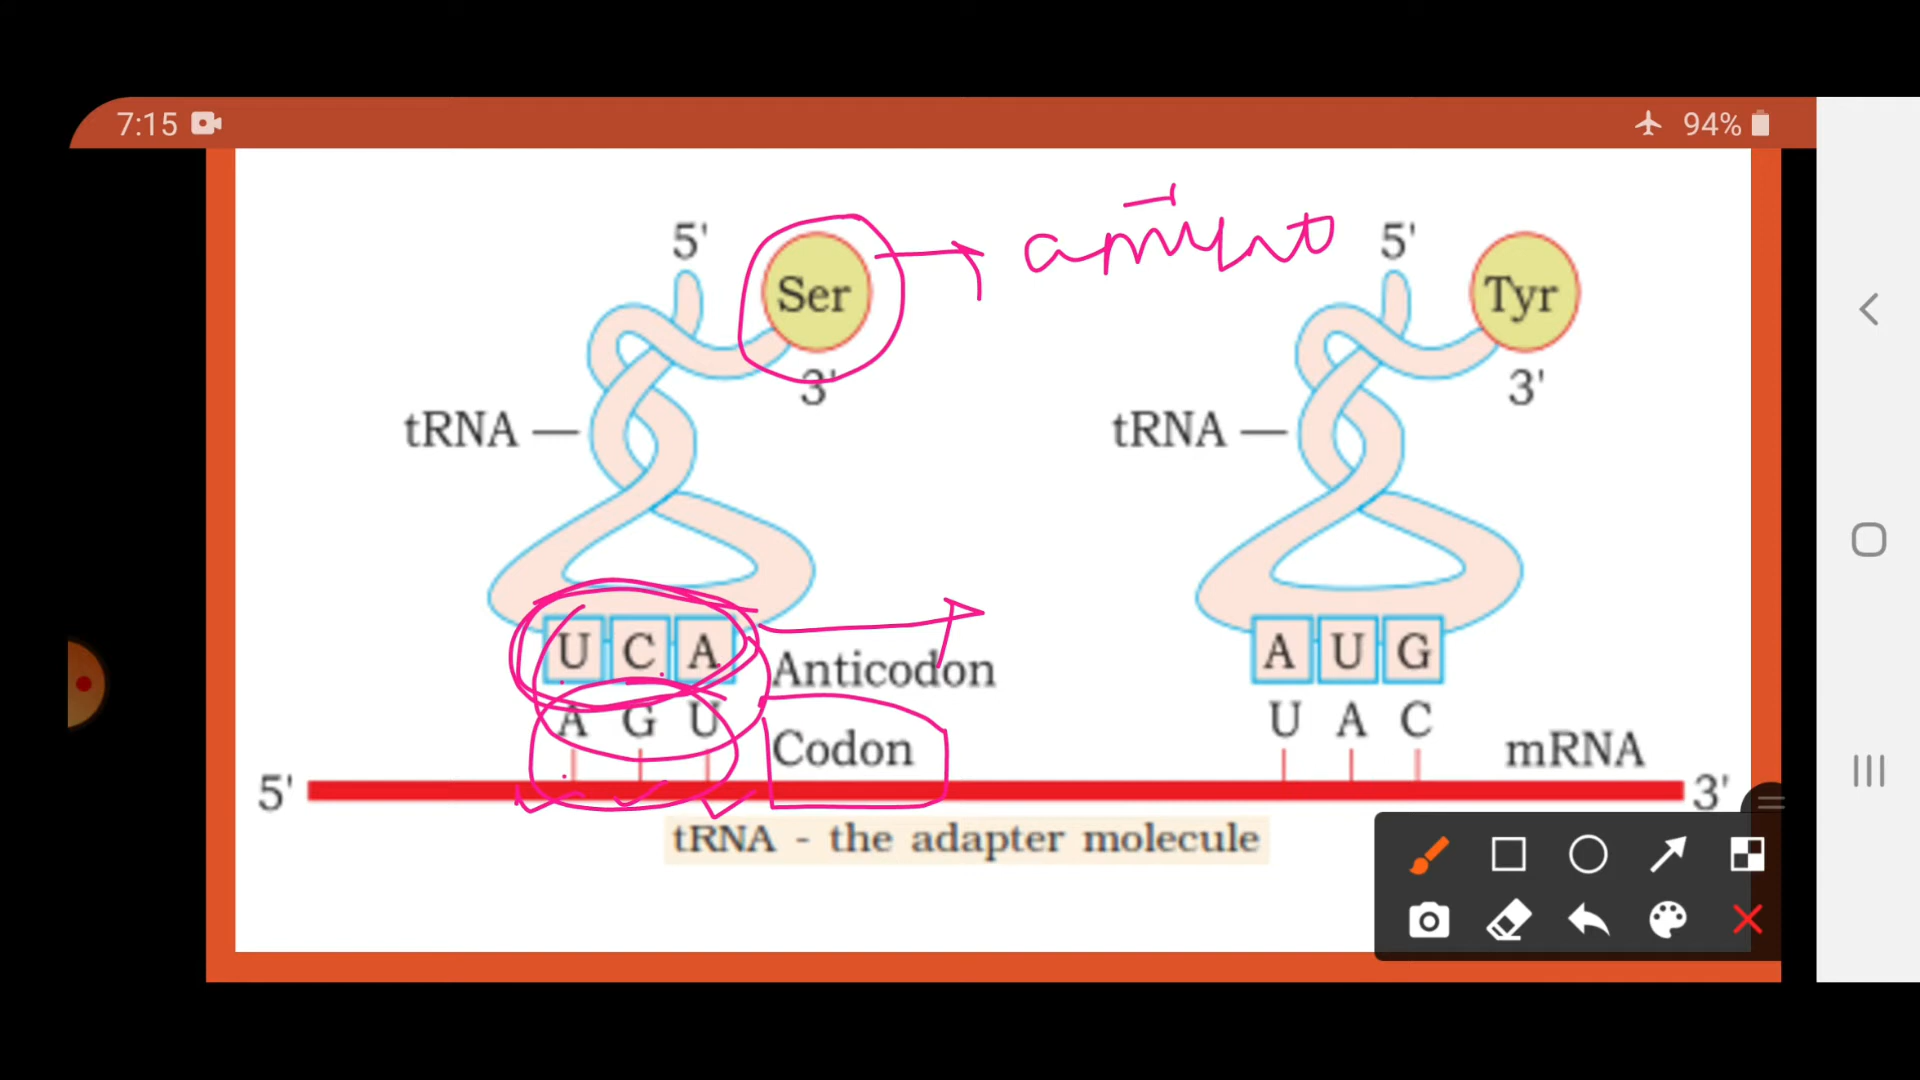 7:15 94%
5' Ser 5' Tyr
3' 3'
tRNA — tRNA —
U C A Anticodon A U G
A G U Codon U A C mRNA
5' 3'
tRNA - the adapter molecule